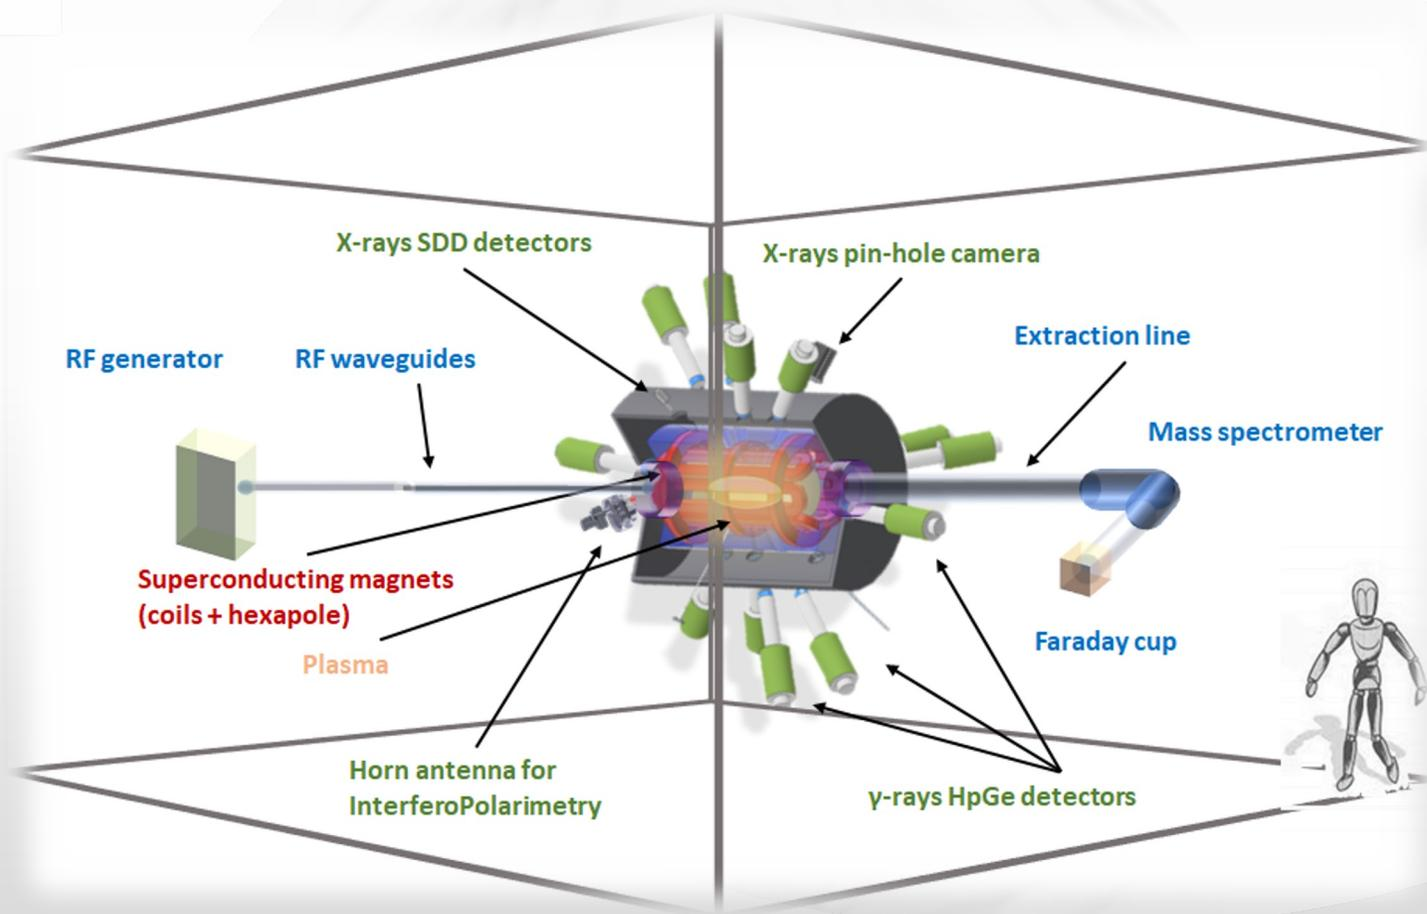 X-rays SDD detectors
X-rays pin-hole camera
Extraction line
RF generator
RF waveguides
Mass spectrometer
Superconducting magnets
(coils + hexapole)
Plasma
Faraday cup
Horn antenna for
InterferoPolarimetry
γ-rays HpGe detectors